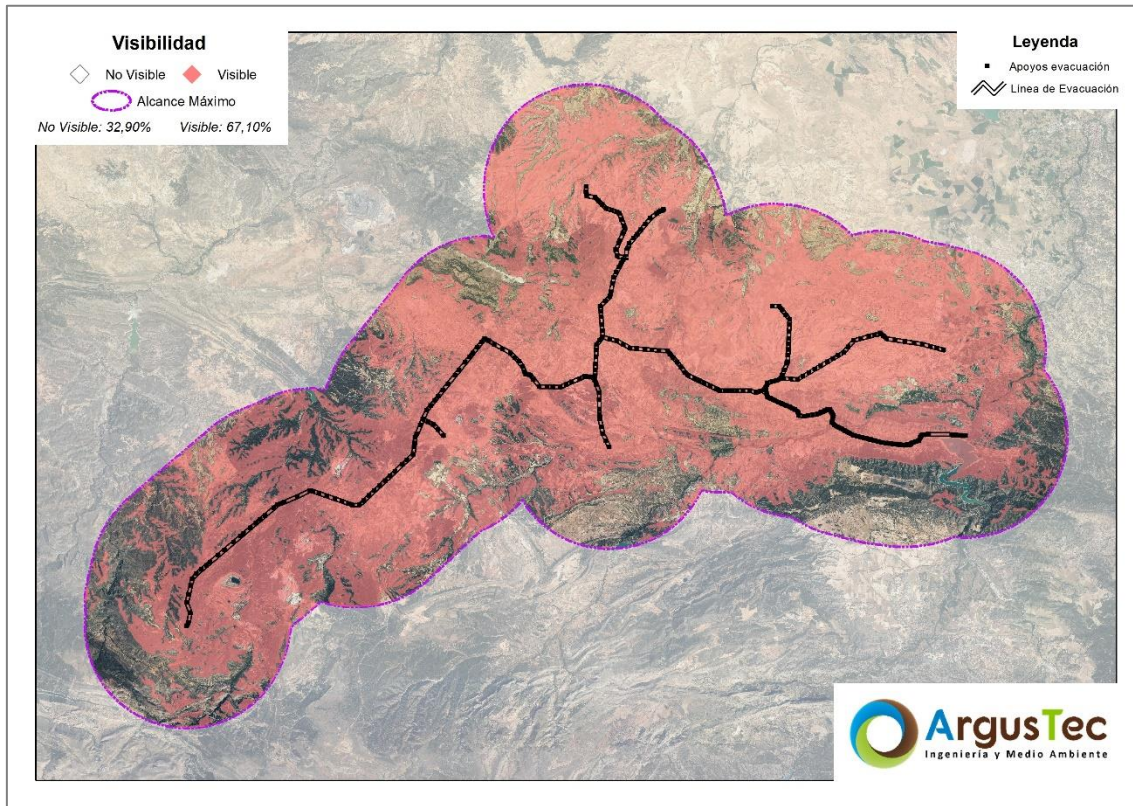 Visibilidad
No Visible Visible
Alcance Máximo
No Visible: 32,90% Visible: 67,10%
Leyenda
Apoyos evacuación
Linea de Evacuación
ArgusTec
Ingeniería y Medio Ambiente